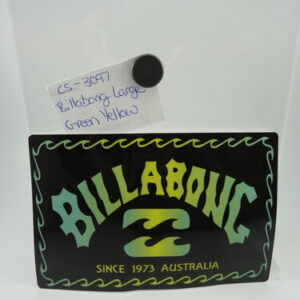 CS-3097
Billabong Large
Green Yellow
BILLABONG
SINCE 1973 AUSTRALIA